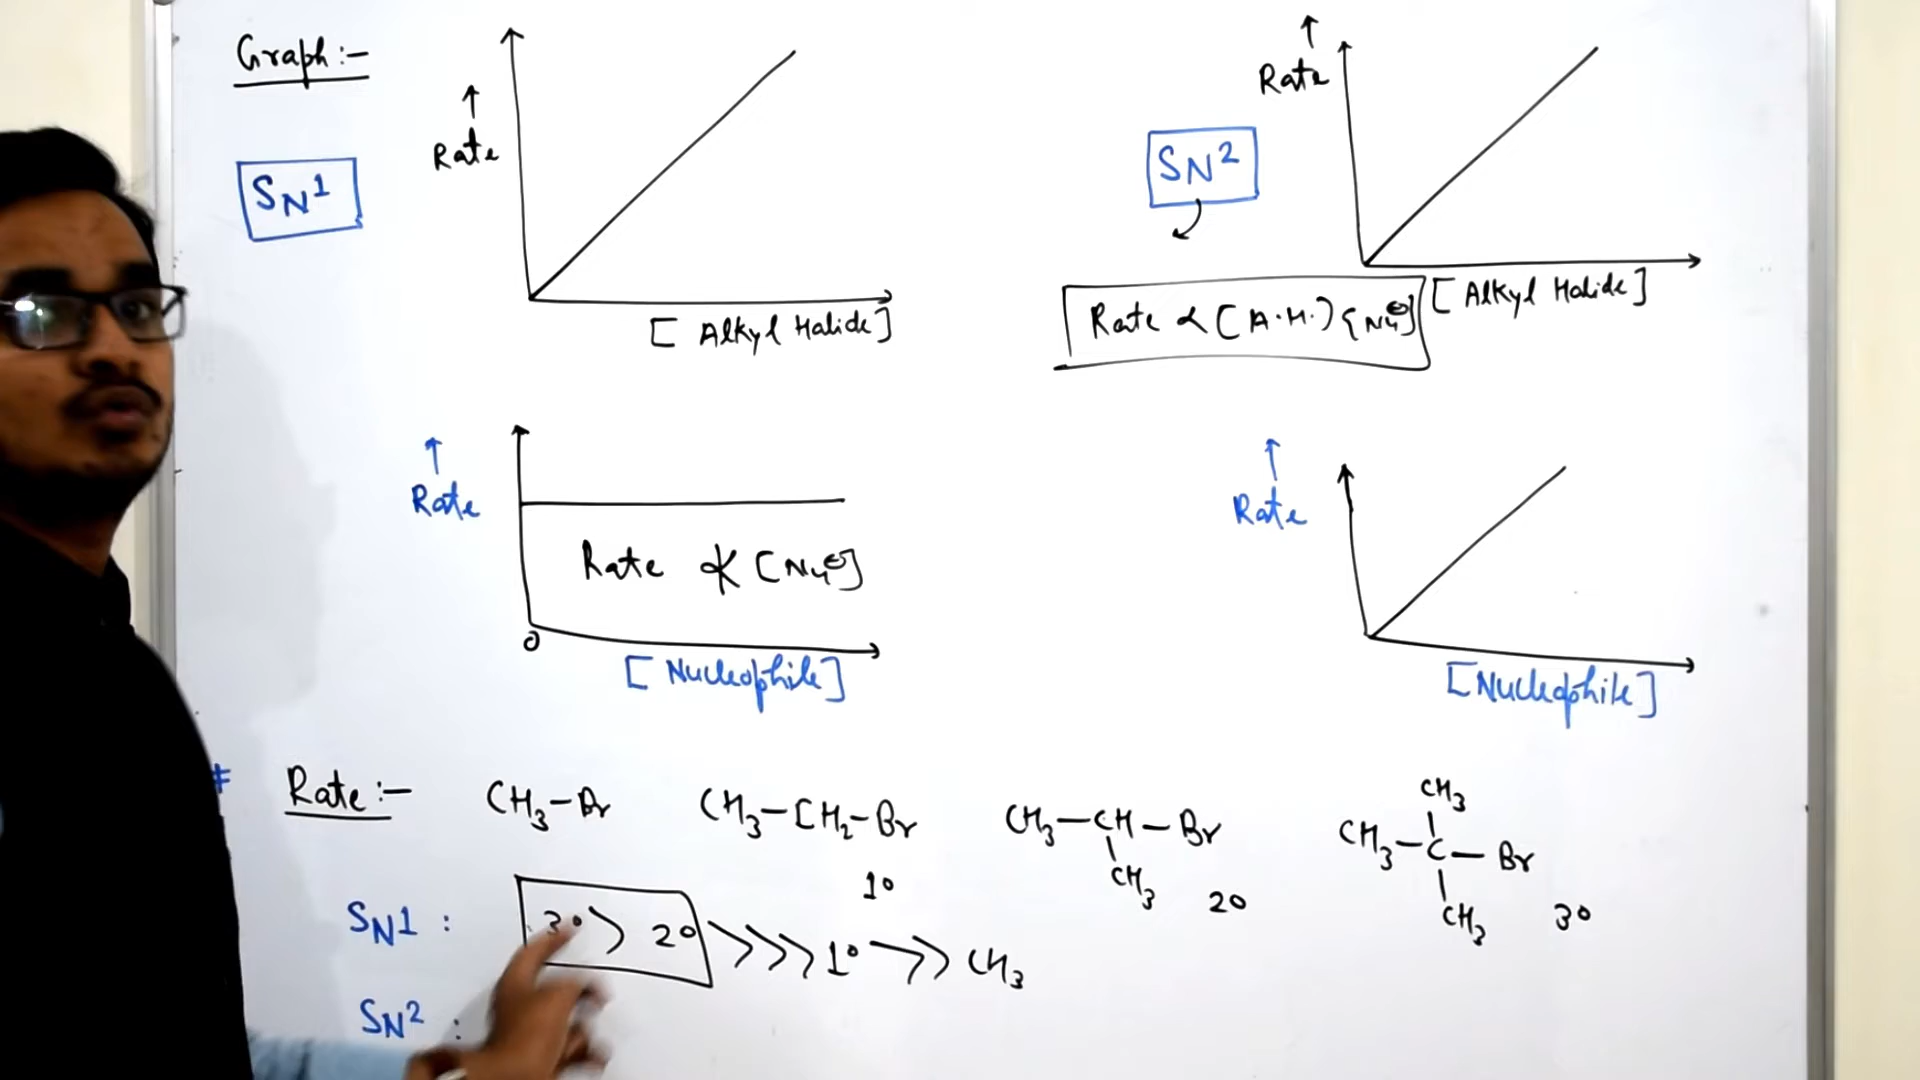 Graph :-
Rate
SN1
[ Alkyl Halide ]
Rate
SN2
[ Alkyl Halide ]
Rate ∝ [A.H.] [Nu⊖]
Rate
Rate ∝̸ [Nu⊖]
0
[ Nucleophile ]
Rate
[Nucleophile]
# Rate :- CH3-Br CH3-CH2-Br 1° CH3-CH-Br CH3 2° CH3 CH3-C-Br CH3 3°
SN1 : 3° > 2° >>>> 1° >> CH3
SN2 :